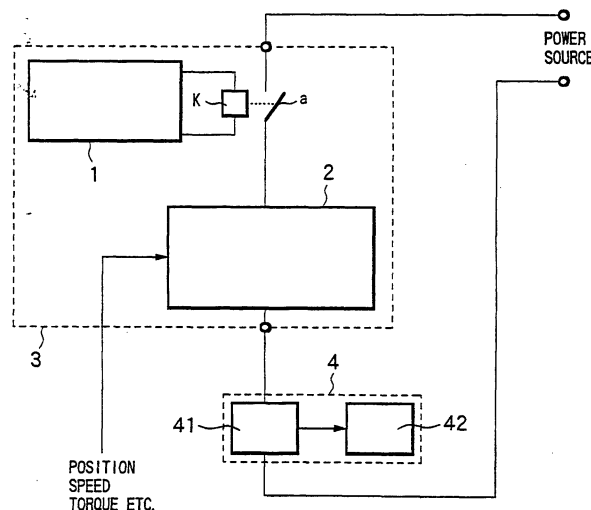 POWER
SOURCE
K
a
1
2
3
4
41
42
POSITION
SPEED
TORQUE ETC.